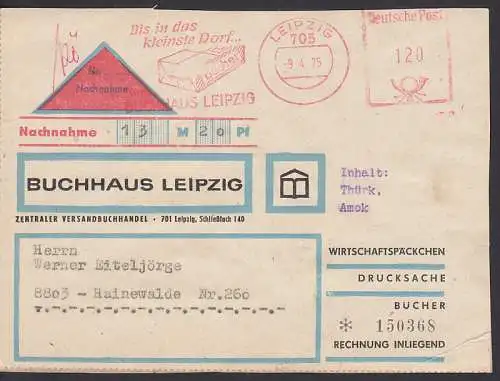 Bis in das
kleinste Dorf...
BUCHHAUS LEIPZIG
LEIPZIG
705
-9.4.75
Deutsche Post
120
Nr.
Nachnahme
Nachnahme 13 M 20 Pf
BUCHHAUS LEIPZIG
ZENTRALER VERSANDBUCHHANDEL • 701 Leipzig, Schließfach 140
Inhalt:
Thürk,
Amok
Herrn
Werner Eiteljörge
8803 - Hainewalde Nr.260
WIRTSCHAFTSPÄCKCHEN
DRUCKSACHE
BÜCHER
* 150368
RECHNUNG INLIEGEND